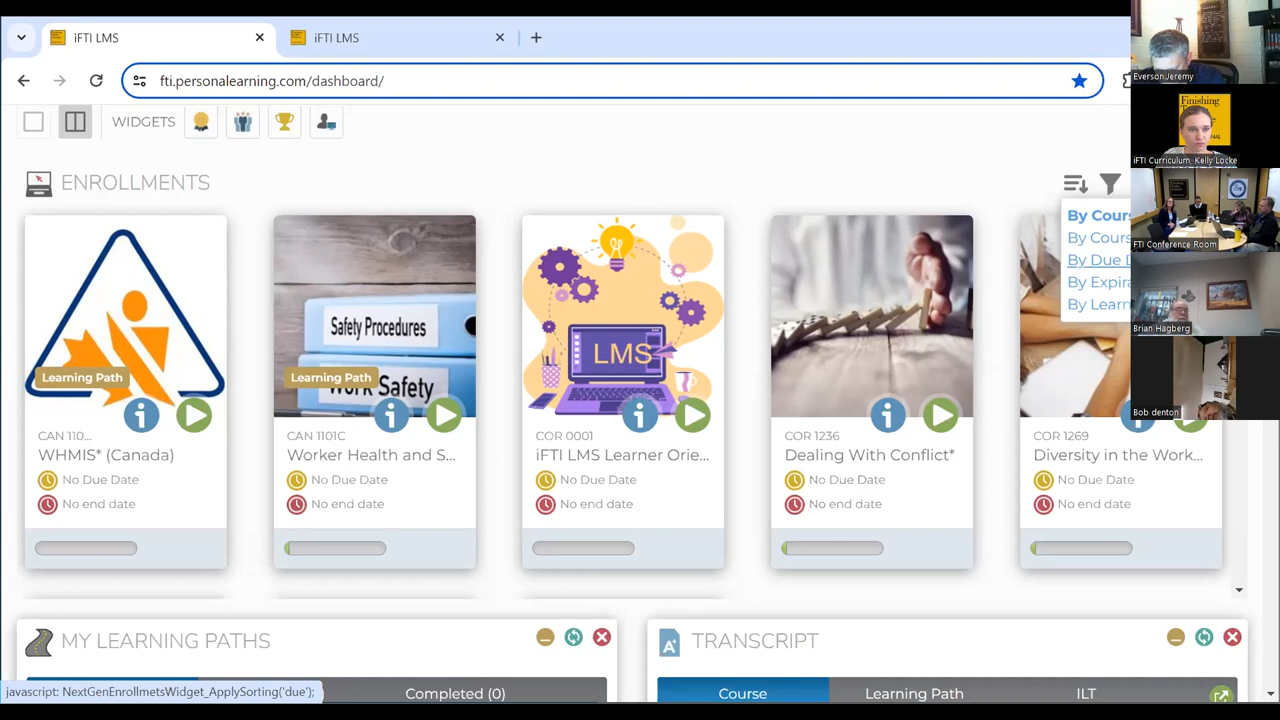 iFTI LMS
iFTI LMS
fti.personalearning.com/dashboard/
WIDGETS
ENROLLMENTS
By Cour
By Cours
By Due D
By Expira
By Learn
Safety Procedures
Work Safety
LMS
Learning Path
Learning Path
CAN 110...
WHMIS* (Canada)
No Due Date
No end date
CAN 1101C
Worker Health and S...
No Due Date
No end date
COR 0001
iFTI LMS Learner Orie...
No Due Date
No end date
COR 1236
Dealing With Conflict*
No Due Date
No end date
COR 1269
Diversity in the Work...
No Due Date
No end date
MY LEARNING PATHS
Completed (0)
TRANSCRIPT
Course
Learning Path
ILT
javascript: NextGenEnrollmetsWidget_ApplySorting('due');
Everson Jeremy
Finishing
iFTI Curriculum, Kelly Locke
FTI Conference Room
Brian Hagberg
Bob denton